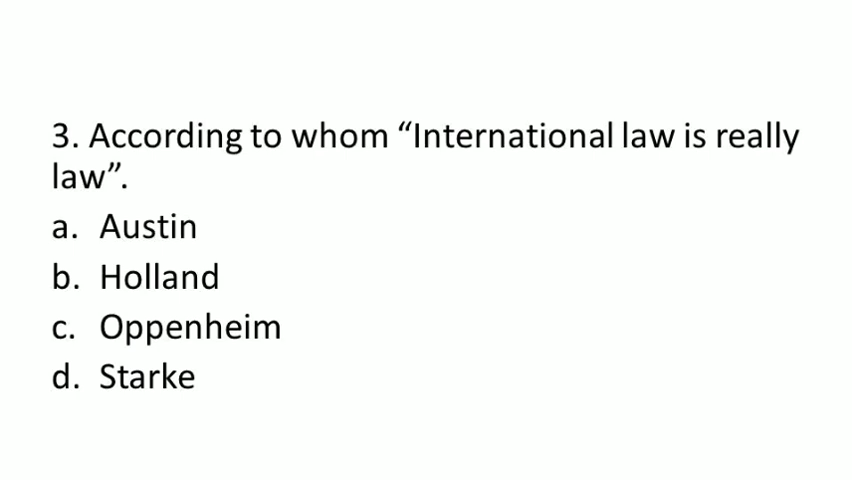 3. According to whom “International law is really
law”.
a. Austin
b. Holland
c. Oppenheim
d. Starke